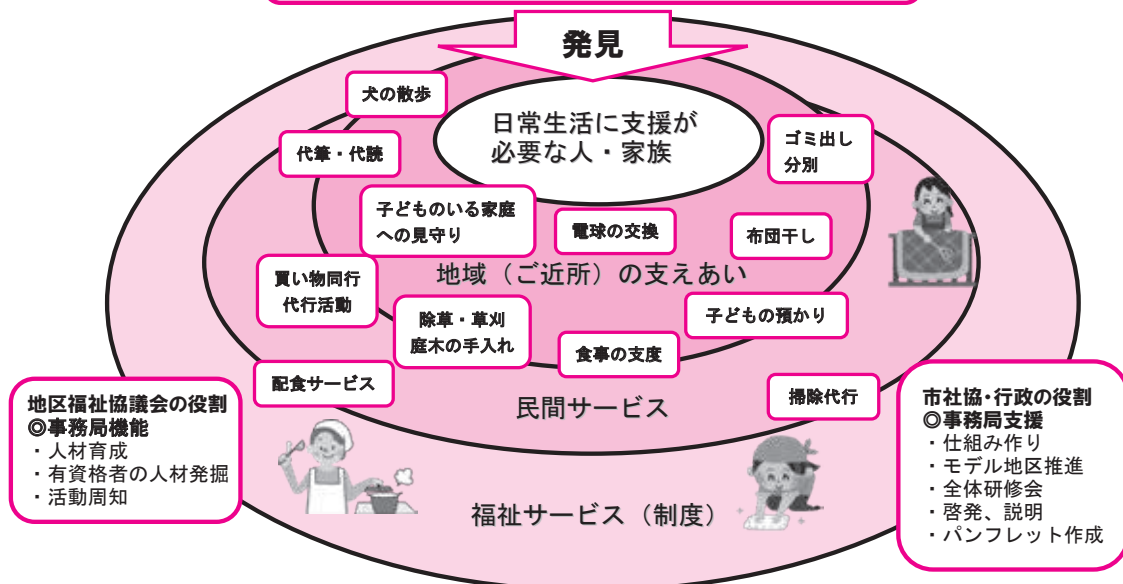 発見
犬の散歩
日常生活に支援が
必要な人・家族
ゴミ出し
分別
代筆・代読
子どものいる家庭
への見守り
電球の交換
布団干し
地域（ご近所）の支えあい
買い物同行
代行活動
除草・草刈
庭木の手入れ
子どもの預かり
食事の支度
配食サービス
民間サービス
掃除代行
地区福祉協議会の役割
◎事務局機能
・人材育成
・有資格者の人材発掘
・活動周知
市社協・行政の役割
◎事務局支援
・仕組み作り
・モデル地区推進
・全体研修会
・啓発、説明
・パンフレット作成
福祉サービス（制度）